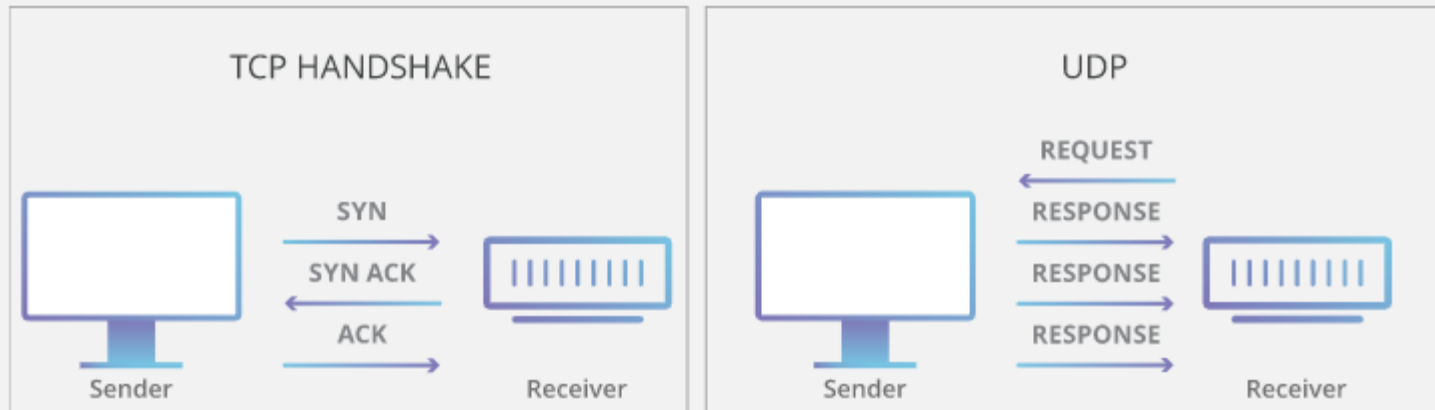 TCP HANDSHAKE
SYN
SYN ACK
ACK
Sender
Receiver
UDP
REQUEST
RESPONSE
RESPONSE
RESPONSE
Sender
Receiver